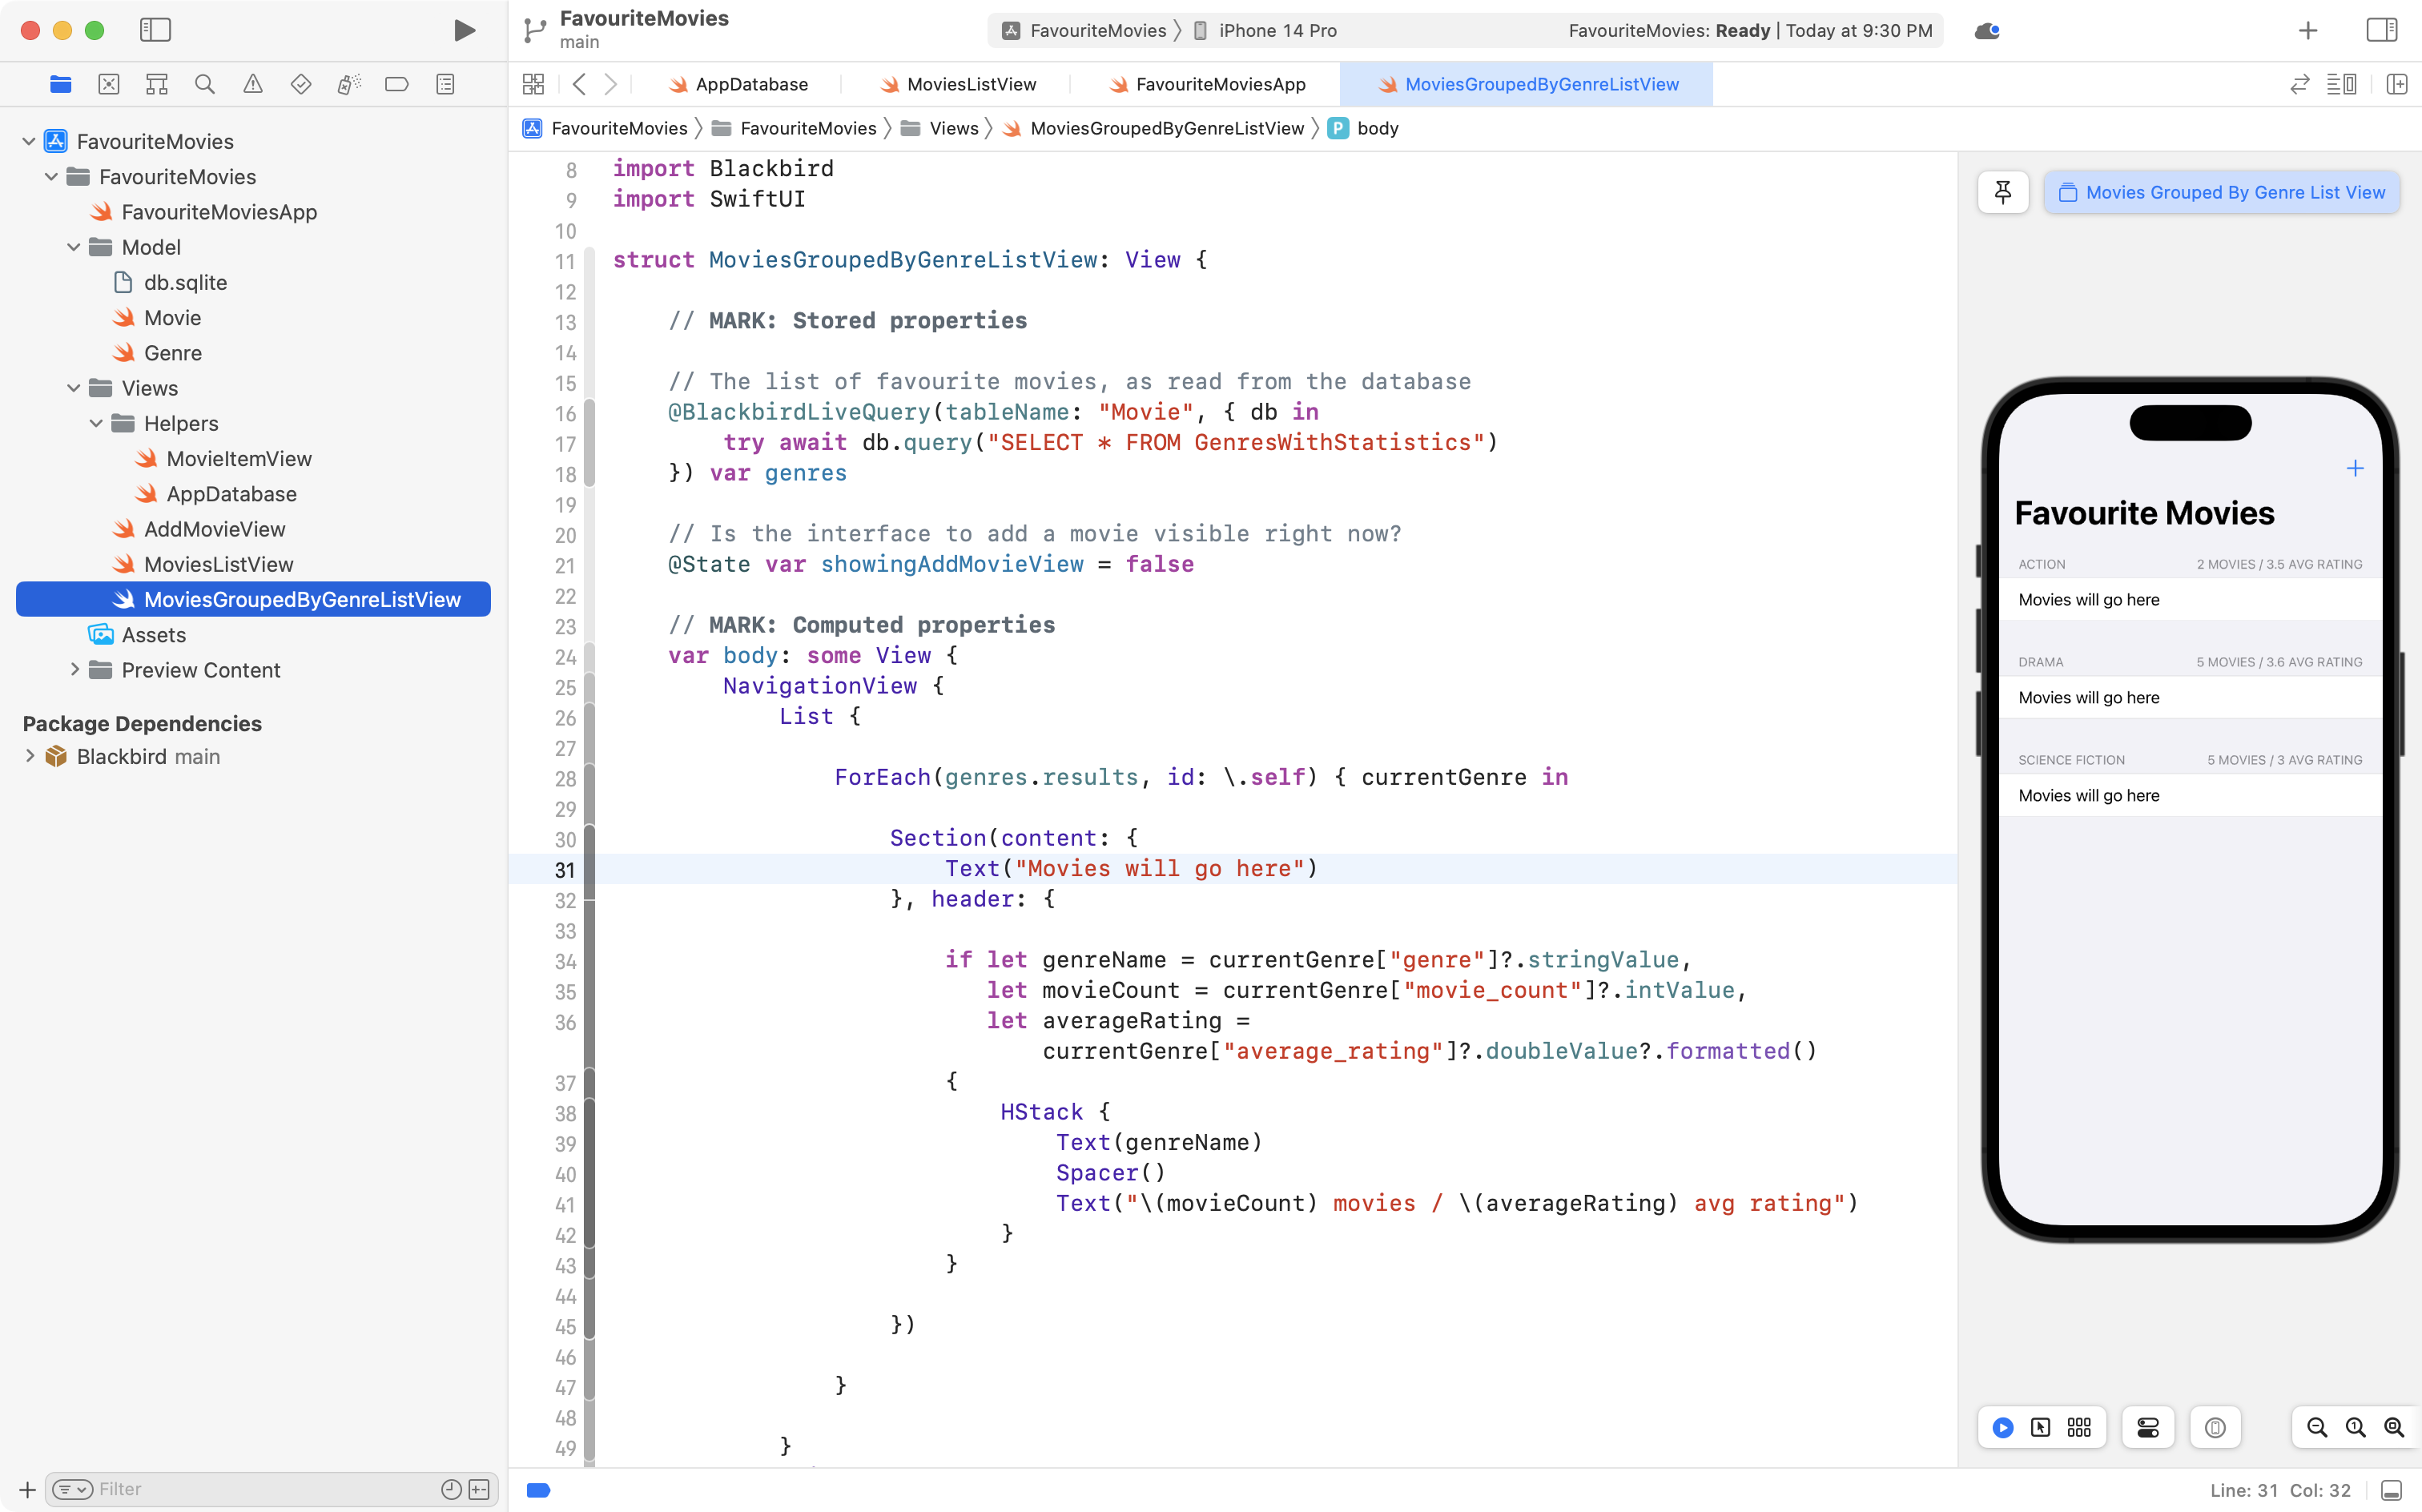 FavouriteMovies
main
FavouriteMovies
iPhone 14 Pro
FavouriteMovies: Ready | Today at 9:30 PM
AppDatabase
MoviesListView
FavouriteMoviesApp
MoviesGroupedByGenreListView
FavouriteMovies
FavouriteMovies
Views
MoviesGroupedByGenreListView
P
body
FavouriteMovies
FavouriteMovies
FavouriteMoviesApp
Model
db.sqlite
Movie
Genre
Views
Helpers
MovieItemView
AppDatabase
AddMovieView
MoviesListView
MoviesGroupedByGenreListView
Assets
Preview Content
Package Dependencies
Blackbird main
Filter
8 import Blackbird
9 import SwiftUI
10
11 struct MoviesGroupedByGenreListView: View {
12
13 // MARK: Stored properties
14
15 // The list of favourite movies, as read from the database
16 @BlackbirdLiveQuery(tableName: "Movie", { db in
17 try await db.query("SELECT * FROM GenresWithStatistics")
18 }) var genres
19
20 // Is the interface to add a movie visible right now?
21 @State var showingAddMovieView = false
22
23 // MARK: Computed properties
24 var body: some View {
25 NavigationView {
26 List {
27
28 ForEach(genres.results, id: \.self) { currentGenre in
29
30 Section(content: {
31 Text("Movies will go here")
32 }, header: {
33
34 if let genreName = currentGenre["genre"]?.stringValue,
35 let movieCount = currentGenre["movie_count"]?.intValue,
36 let averageRating =
currentGenre["average_rating"]?.doubleValue?.formatted()
37 {
38 HStack {
39 Text(genreName)
40 Spacer()
41 Text("\(movieCount) movies / \(averageRating) avg rating")
42 }
43 }
44
45 })
46
47 }
48
49 }
Movies Grouped By Genre List View
Favourite Movies
ACTION 2 MOVIES / 3.5 AVG RATING
Movies will go here
DRAMA 5 MOVIES / 3.6 AVG RATING
Movies will go here
SCIENCE FICTION 5 MOVIES / 3 AVG RATING
Movies will go here
Line: 31 Col: 32